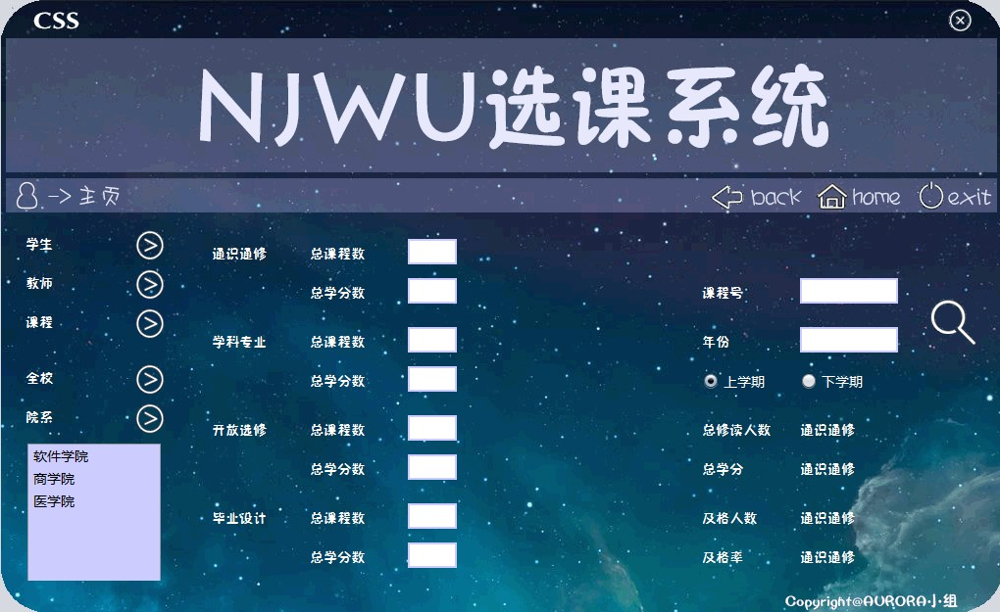 CSS
NJWU选课系统
-> 主页
back home exit
学生
教师
课程
全校
院系
软件学院
商学院
医学院
通识通修 总课程数
总学分数
学科专业 总课程数
总学分数
开放选修 总课程数
总学分数
毕业设计 总课程数
总学分数
课程号
年份
上学期 下学期
总修读人数 通识通修
总学分 通识通修
及格人数 通识通修
及格率 通识通修
Copyright@AURORA小组